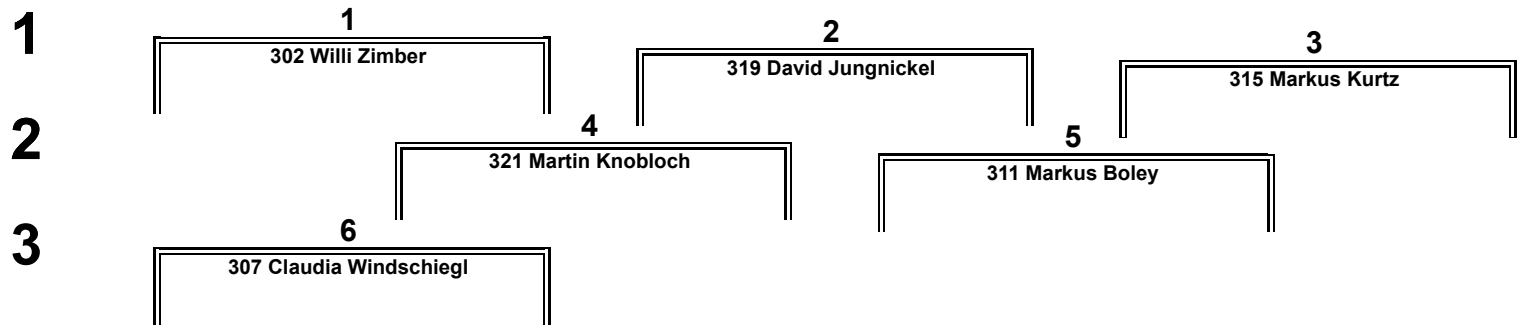 1
1
302 Willi Zimber
2
319 David Jungnickel
3
315 Markus Kurtz
2
4
321 Martin Knobloch
5
311 Markus Boley
3
6
307 Claudia Windschiegl